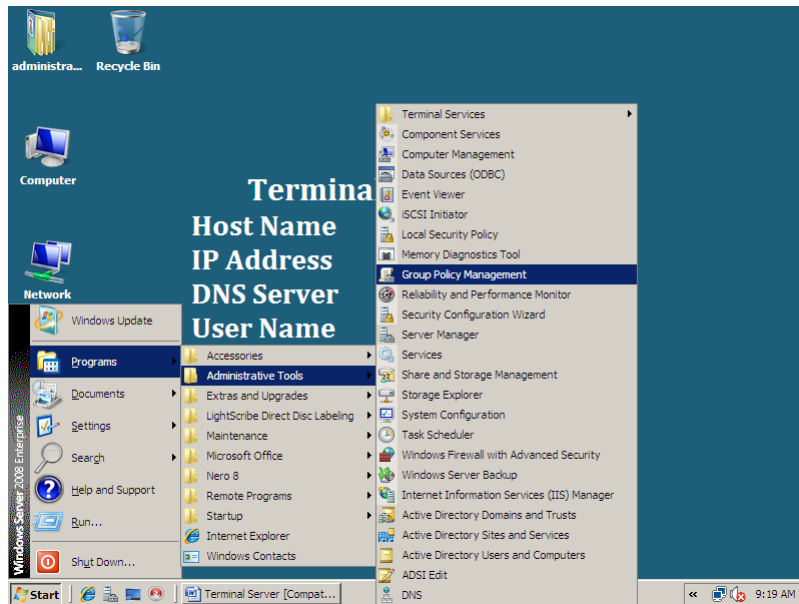 administra...
Recycle Bin
Computer
Network
Termina
Host Name
IP Address
DNS Server
User Name
Windows Server 2008 Enterprise
Windows Update
Programs
Documents
Settings
Search
Help and Support
Run...
Shut Down...
Accessories
Administrative Tools
Extras and Upgrades
LightScribe Direct Disc Labeling
Maintenance
Microsoft Office
Nero 8
Remote Programs
Startup
Internet Explorer
Windows Contacts
Terminal Services
Component Services
Computer Management
Data Sources (ODBC)
Event Viewer
iSCSI Initiator
Local Security Policy
Memory Diagnostics Tool
Group Policy Management
Reliability and Performance Monitor
Security Configuration Wizard
Server Manager
Services
Share and Storage Management
Storage Explorer
System Configuration
Task Scheduler
Windows Firewall with Advanced Security
Windows Server Backup
Internet Information Services (IIS) Manager
Active Directory Domains and Trusts
Active Directory Sites and Services
Active Directory Users and Computers
ADSI Edit
DNS
Start
Terminal Server [Compat...
9:19 AM